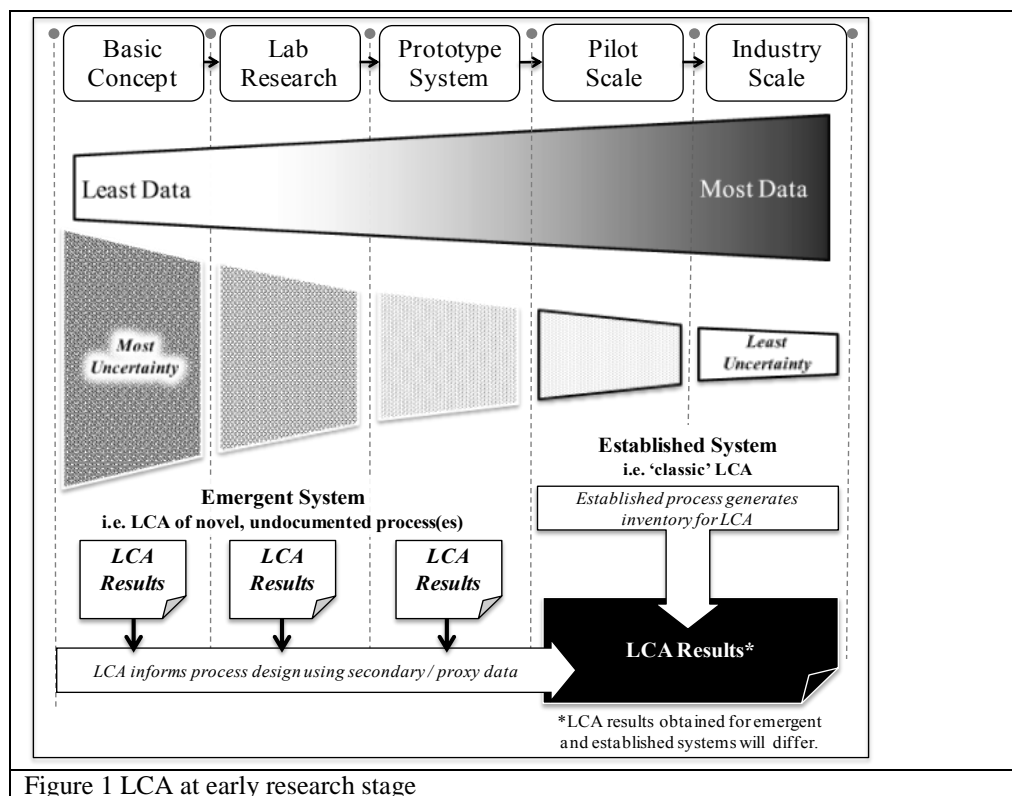 Basic Concept
Lab Research
Prototype System
Pilot Scale
Industry Scale
Least Data
Most Data
Most Uncertainty
Least Uncertainty
Established System
i.e. 'classic' LCA
Established process generates inventory for LCA
Emergent System
i.e. LCA of novel, undocumented process(es)
LCA Results
LCA Results
LCA Results
LCA informs process design using secondary / proxy data
LCA Results*
*LCA results obtained for emergent
and established systems will differ.
Figure 1 LCA at early research stage